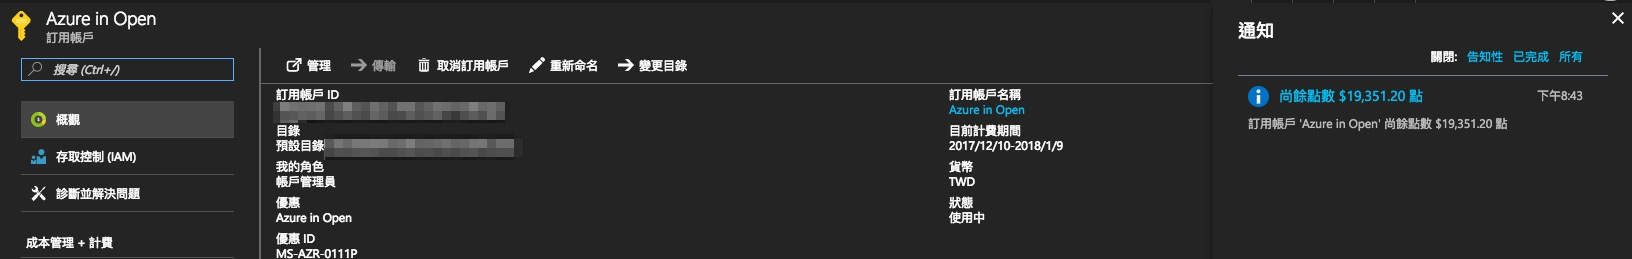 Azure in Open
訂用帳戶
搜尋 (Ctrl+/)
概觀
存取控制 (IAM)
診斷並解決問題
成本管理 + 計費
管理
傳輸
取消訂用帳戶
重新命名
變更目錄
訂用帳戶 ID
目錄
預設目錄
我的角色
帳戶管理員
優惠
Azure in Open
優惠 ID
MS-AZR-0111P
訂用帳戶名稱
Azure in Open
目前計費期間
2017/12/10-2018/1/9
貨幣
TWD
狀態
使用中
通知
關閉: 告知性 已完成 所有
尚餘點數 $19,351.20 點 下午8:43
訂用帳戶 'Azure in Open' 尚餘點數 $19,351.20 點